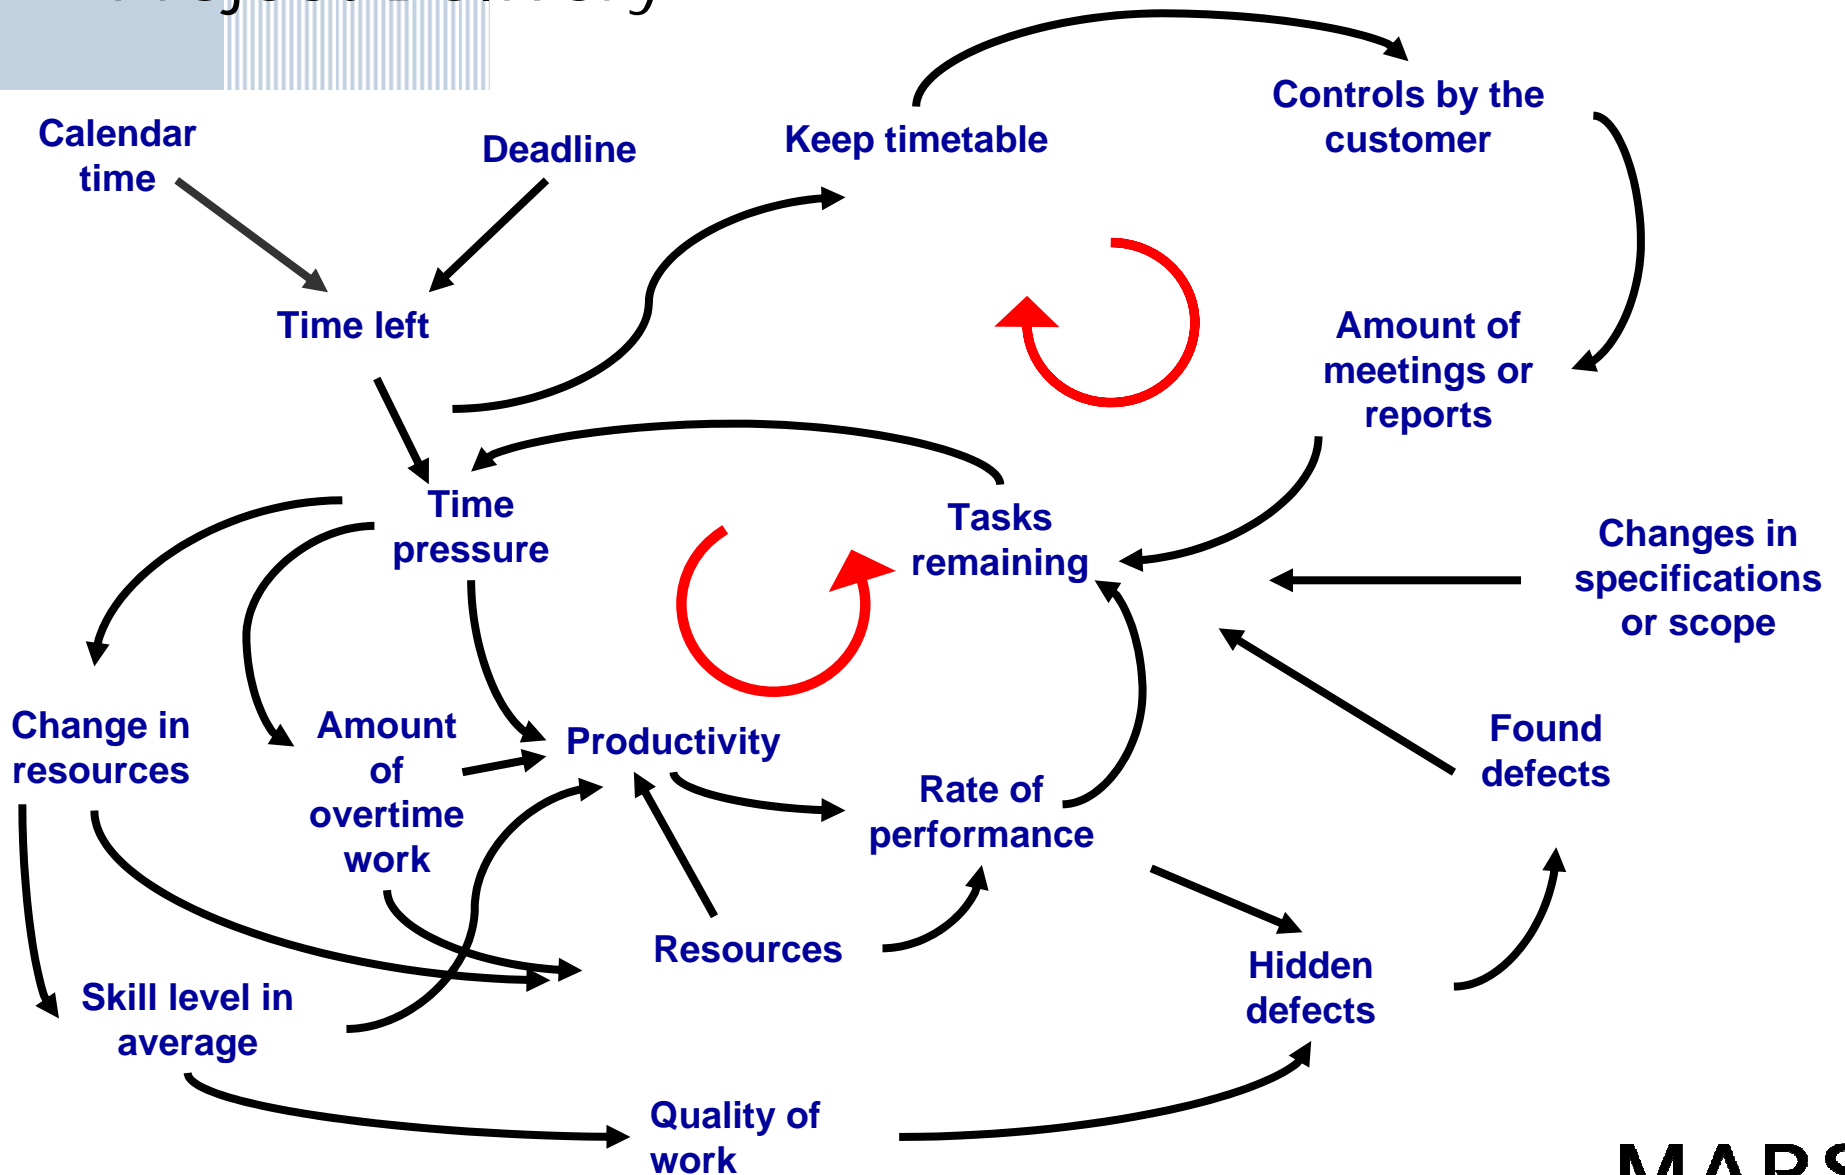 Calendar
time
Deadline
Keep timetable
Controls by the
customer
Time left
Amount of
meetings or
reports
Time
pressure
Tasks
remaining
Changes in
specifications
or scope
Change in
resources
Amount
of
overtime
work
Productivity
Rate of
performance
Found
defects
Resources
Hidden
defects
Skill level in
average
Quality of
work